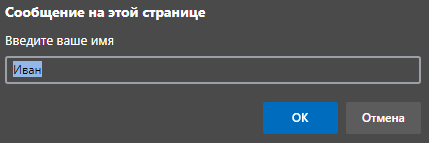 Сообщение на этой странице
Введите ваше имя
Иван
ОК Отмена